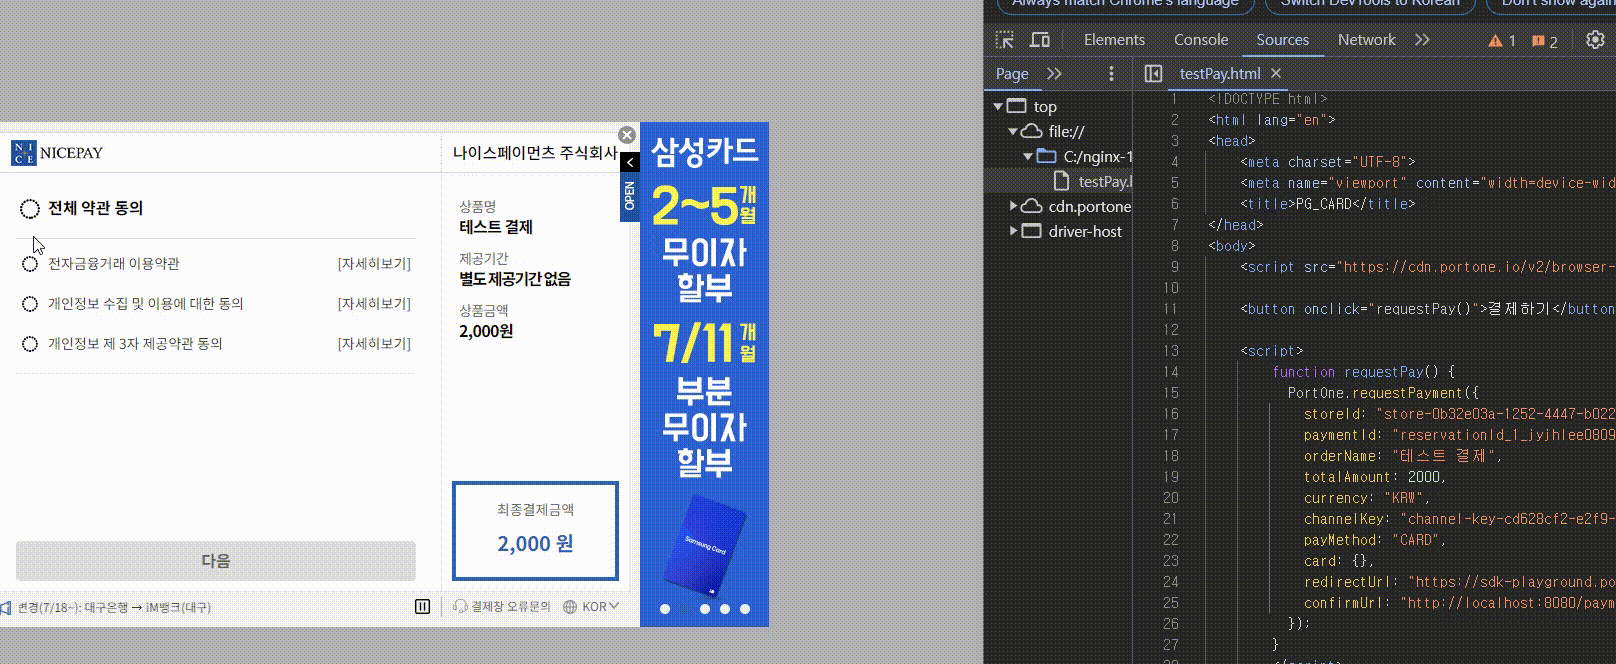 Always match Chrome's language
Switch DevTools to Korean
Don't show again
Elements
Console
Sources
Network
1
2
Page
testPay.html
top
file://
C:/nginx-1
testPay.
cdn.portone
driver-host
1 <!DOCTYPE html>
2 <html lang="en">
3 <head>
4 <meta charset="UTF-8">
5 <meta name="viewport" content="width=device-wid
6 <title>PG_CARD</title>
7 </head>
8 <body>
9 <script src="https://cdn.portone.io/v2/browser-
10
11 <button onclick="requestPay()">결제하기</button
12
13 <script>
14 function requestPay() {
15 PortOne.requestPayment({
16 storeId: "store-0b32e03a-1252-4447-b022
17 paymentId: "reservationId_1_jyjhlee0809
18 orderName: "테스트 결제",
19 totalAmount: 2000,
20 currency: "KRW",
21 channelKey: "channel-key-cd628cf2-e2f9-
22 payMethod: "CARD",
23 card: {},
24 redirectUrl: "https://sdk-playground.po
25 confirmUrl: "http://localhost:8080/paym
26 });
27 }
NICE
NICEPAY
나이스페이먼츠 주식회사
전체 약관 동의
전자금융거래 이용약관 [자세히보기]
개인정보 수집 및 이용에 대한 동의 [자세히보기]
개인정보 제 3자 제공약관 동의 [자세히보기]
다음
상품명
테스트 결제
제공기간
별도 제공기간 없음
상품금액
2,000원
최종결제금액
2,000 원
변경(7/18~): 대구은행 → iM뱅크(대구)
결제창 오류문의
KOR
OPEN
삼성카드
2~5개월
무이자
할부
7/11개월
부분
무이자
할부
Samsung Card